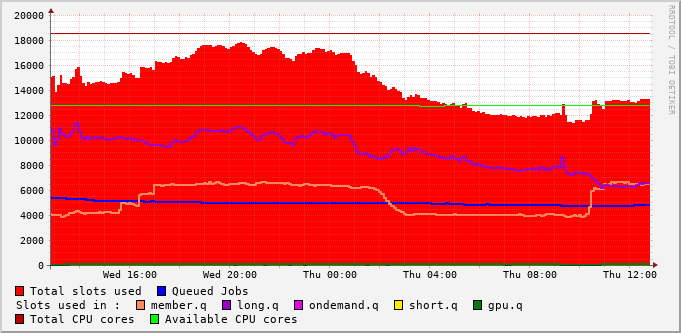 20000
18000
16000
14000
12000
10000
8000
6000
4000
2000
0
Wed 16:00 Wed 20:00 Thu 00:00 Thu 04:00 Thu 08:00 Thu 12:00
Total slots used Queued Jobs
Slots used in : member.q long.q ondemand.q short.q gpu.q
Total CPU cores Available CPU cores
RRDTOOL / TOBI OETIKER